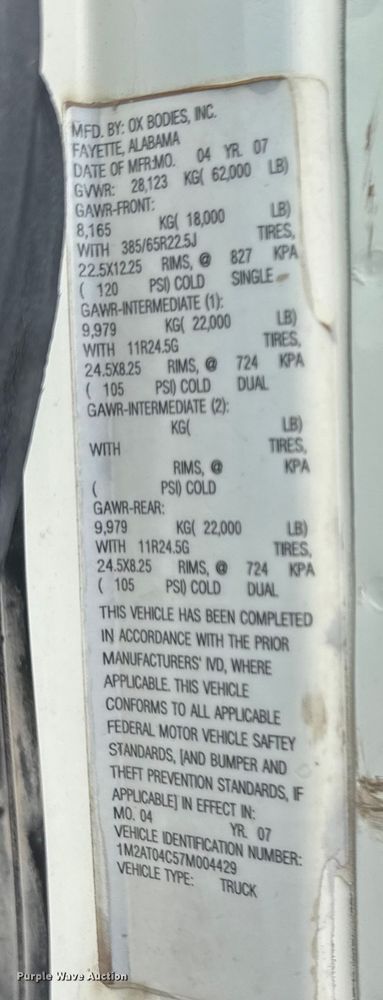 MFD. BY: OX BODIES, INC.
FAYETTE, ALABAMA
DATE OF MFR:MO. 04 YR. 07
GVWR: 28,123 KG( 62,000 LB)
GAWR-FRONT:
8,165 KG( 18,000 LB)
WITH 385/65R22.5J TIRES,
22.5X12.25 RIMS, @ 827 KPA
( 120 PSI) COLD SINGLE
GAWR-INTERMEDIATE (1):
9,979 KG( 22,000 LB)
WITH 11R24.5G TIRES,
24.5X8.25 RIMS, @ 724 KPA
( 105 PSI) COLD DUAL
GAWR-INTERMEDIATE (2):
KG( LB)
WITH TIRES,
RIMS, @ KPA
( PSI) COLD
GAWR-REAR:
9,979 KG( 22,000 LB)
WITH 11R24.5G TIRES,
24.5X8.25 RIMS, @ 724 KPA
( 105 PSI) COLD DUAL
THIS VEHICLE HAS BEEN COMPLETED
IN ACCORDANCE WITH THE PRIOR
MANUFACTURERS' IVD, WHERE
APPLICABLE. THIS VEHICLE
CONFORMS TO ALL APPLICABLE
FEDERAL MOTOR VEHICLE SAFTEY
STANDARDS, [AND BUMPER AND
THEFT PREVENTION STANDARDS, IF
APPLICABLE] IN EFFECT IN:
MO. 04 YR. 07
VEHICLE IDENTIFICATION NUMBER:
1M2AT04C57M004429
VEHICLE TYPE: TRUCK
Purple Wave Auction